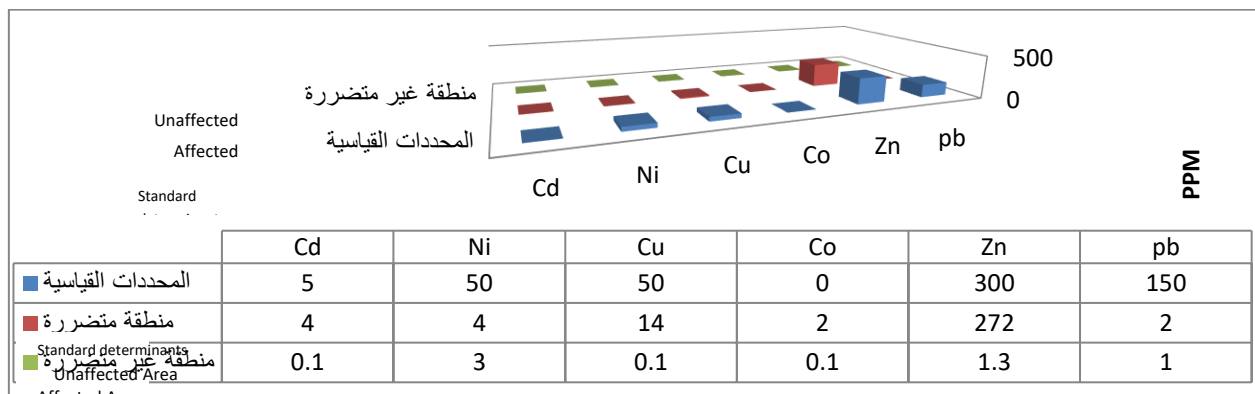 500
0
منطقة غير متضررة
Unaffected
المحددات القياسية
Affected
Standard
Cd
Ni
Cu
Co
Zn
pb
PPM
Cd Ni Cu Co Zn pb
المحددات القياسية 5 50 50 0 300 150
منطقة متضررة 4 4 14 2 272 2
Standard determinants
منطقة غير متضررة 0.1 3 0.1 0.1 1.3 1
Unaffected Area